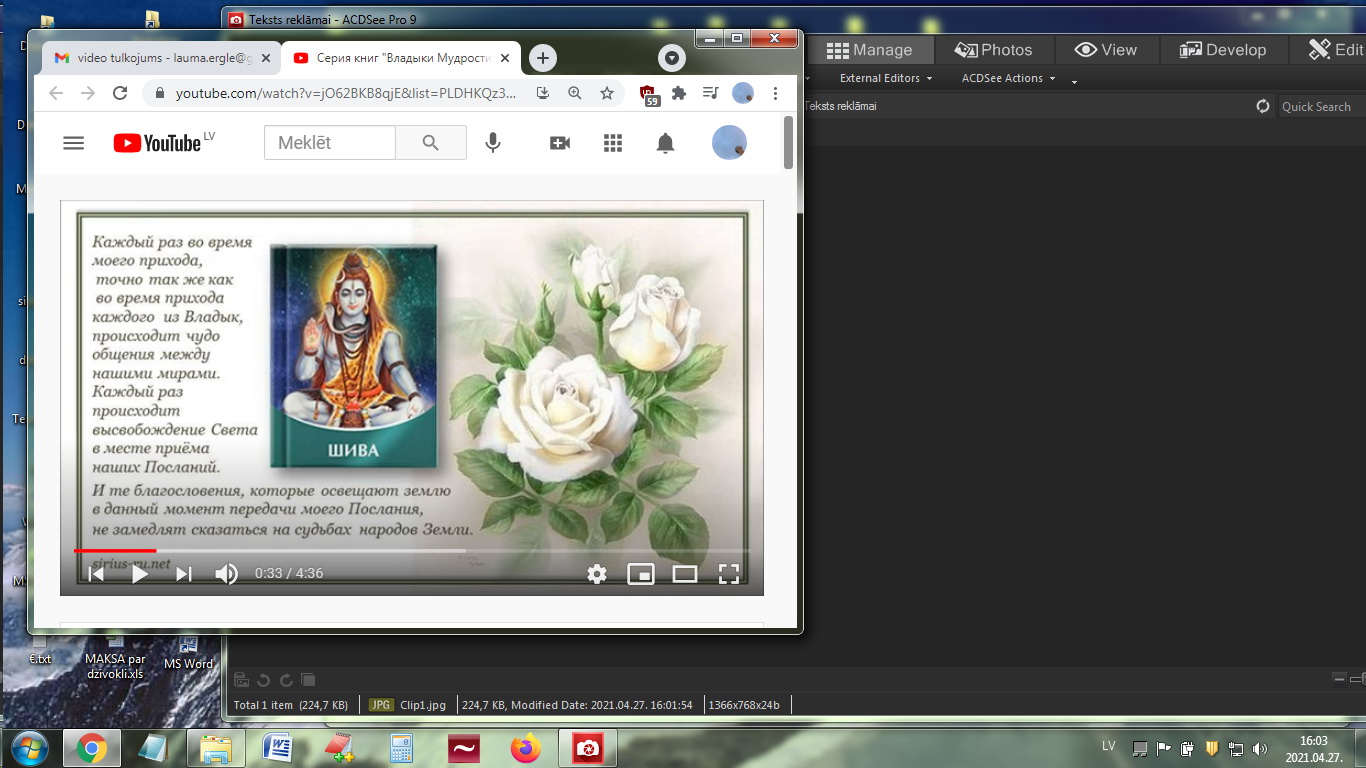 Teksts reklāmai - ACDSee Pro 9
video tulkojums - lauma.ergle@g
Серия книг "Владыки Мудрости
Manage
Photos
View
Develop
Edit
youtube.com/watch?v=jO62BKB8qjE&list=PLDHKQz3...
59
External Editors
ACDSee Actions
Teksts reklāmai
Quick Search
YouTube LV
Meklēt
Каждый раз во время
моего прихода,
точно так же как
во время прихода
каждого из Владык,
происходит чудо
общения между
нашими мирами.
Каждый раз
происходит
высвобождение Света
в месте приёма
наших Посланий.
ШИВА
И те благословения, которые освещают землю
в данный момент передачи моего Послания,
не замедлят сказаться на судьбах народов Земли.
sirius-ru.net
0:33 / 4:36
€.txt
MAKSA par
dzivokli.xls
MS Word
Total 1 item (224,7 KB)
JPG
Clip1.jpg
224,7 KB, Modified Date: 2021.04.27. 16:01:54
1366x768x24b
LV
16:03
2021.04.27.